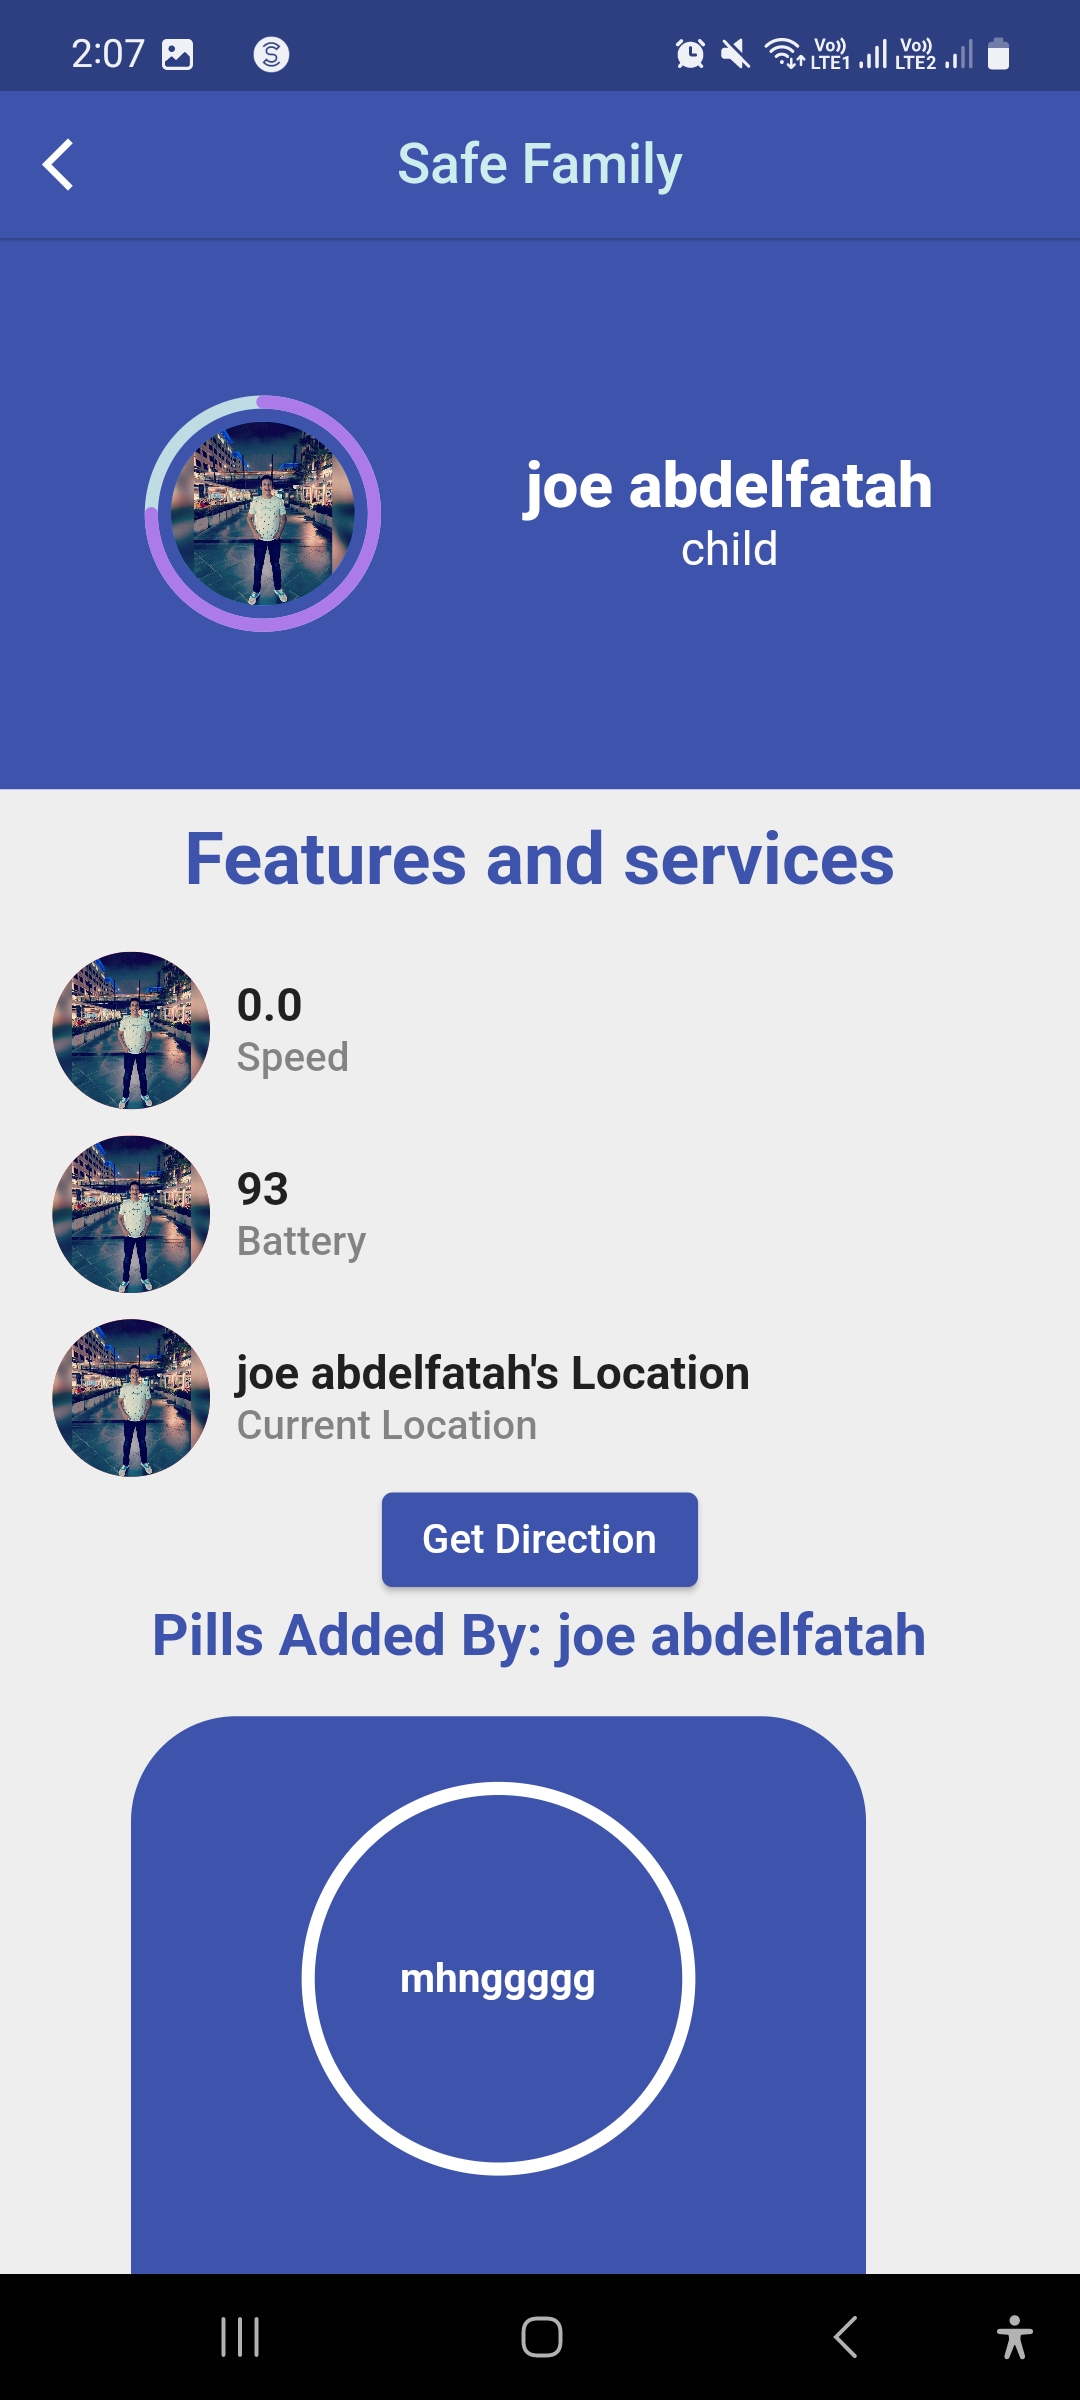 2:07
Vo)) LTE1 Vo)) LTE2
Safe Family
joe abdelfatah
child
Features and services
0.0
Speed
93
Battery
joe abdelfatah's Location
Current Location
Get Direction
Pills Added By: joe abdelfatah
mhnggggg